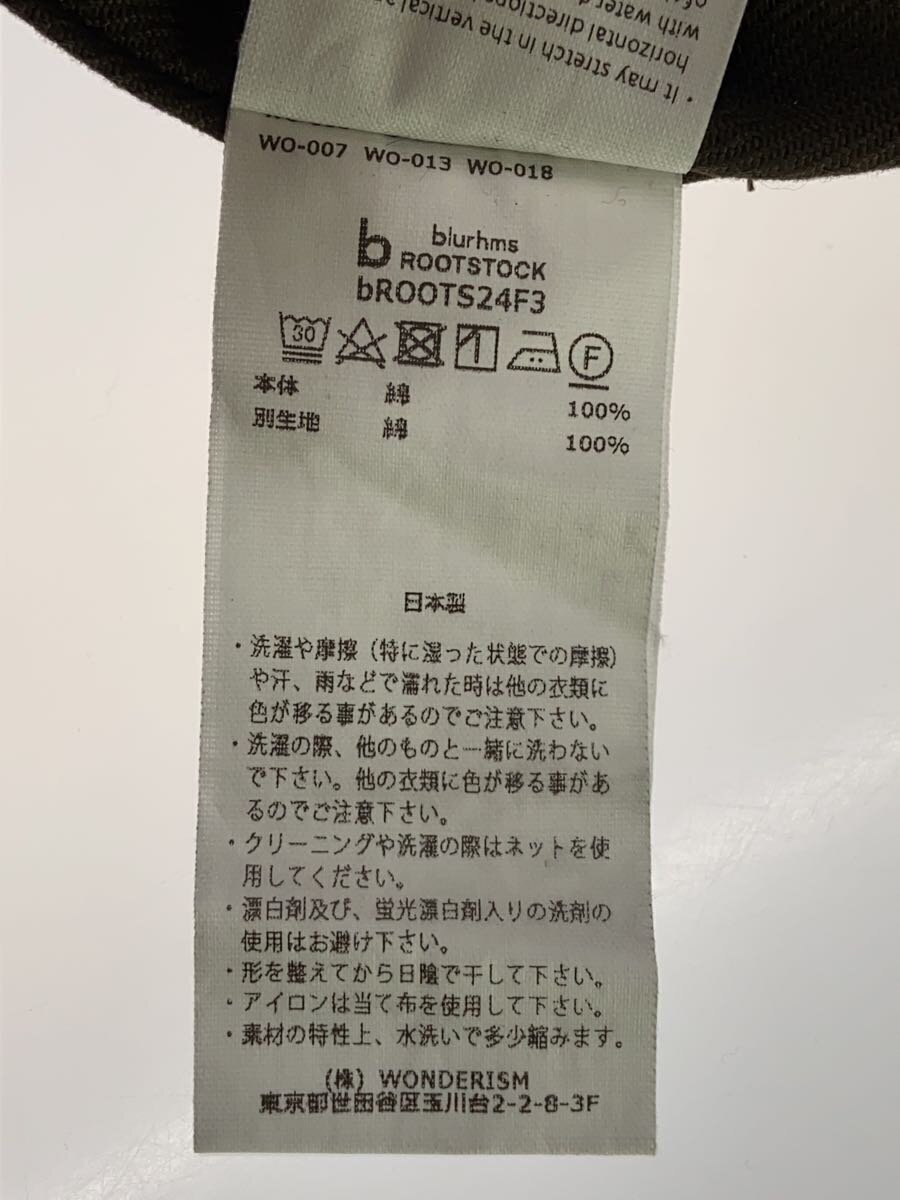 • It may stretch in the vertical
horizontal directions
with water
WO-007 WO-013 WO-018
b blurhms
ROOTSTOCK
bROOTS24F3
30
F
本体 綿 100%
別生地 綿 100%
日本製
・洗濯や摩擦（特に湿った状態での摩擦）
や汗、雨などで濡れた時は他の衣類に
色が移る事があるのでご注意下さい。
・洗濯の際、他のものと一緒に洗わない
で下さい。他の衣類に色が移る事があ
るのでご注意下さい。
・クリーニングや洗濯の際はネットを使
用してください。
・漂白剤及び、蛍光漂白剤入りの洗剤の
使用はお避け下さい。
・形を整えてから日陰で干して下さい。
・アイロンは当て布を使用して下さい。
・素材の特性上、水洗いで多少縮みます。
(株) WONDERISM
東京都世田谷区玉川台2-2-8-3F